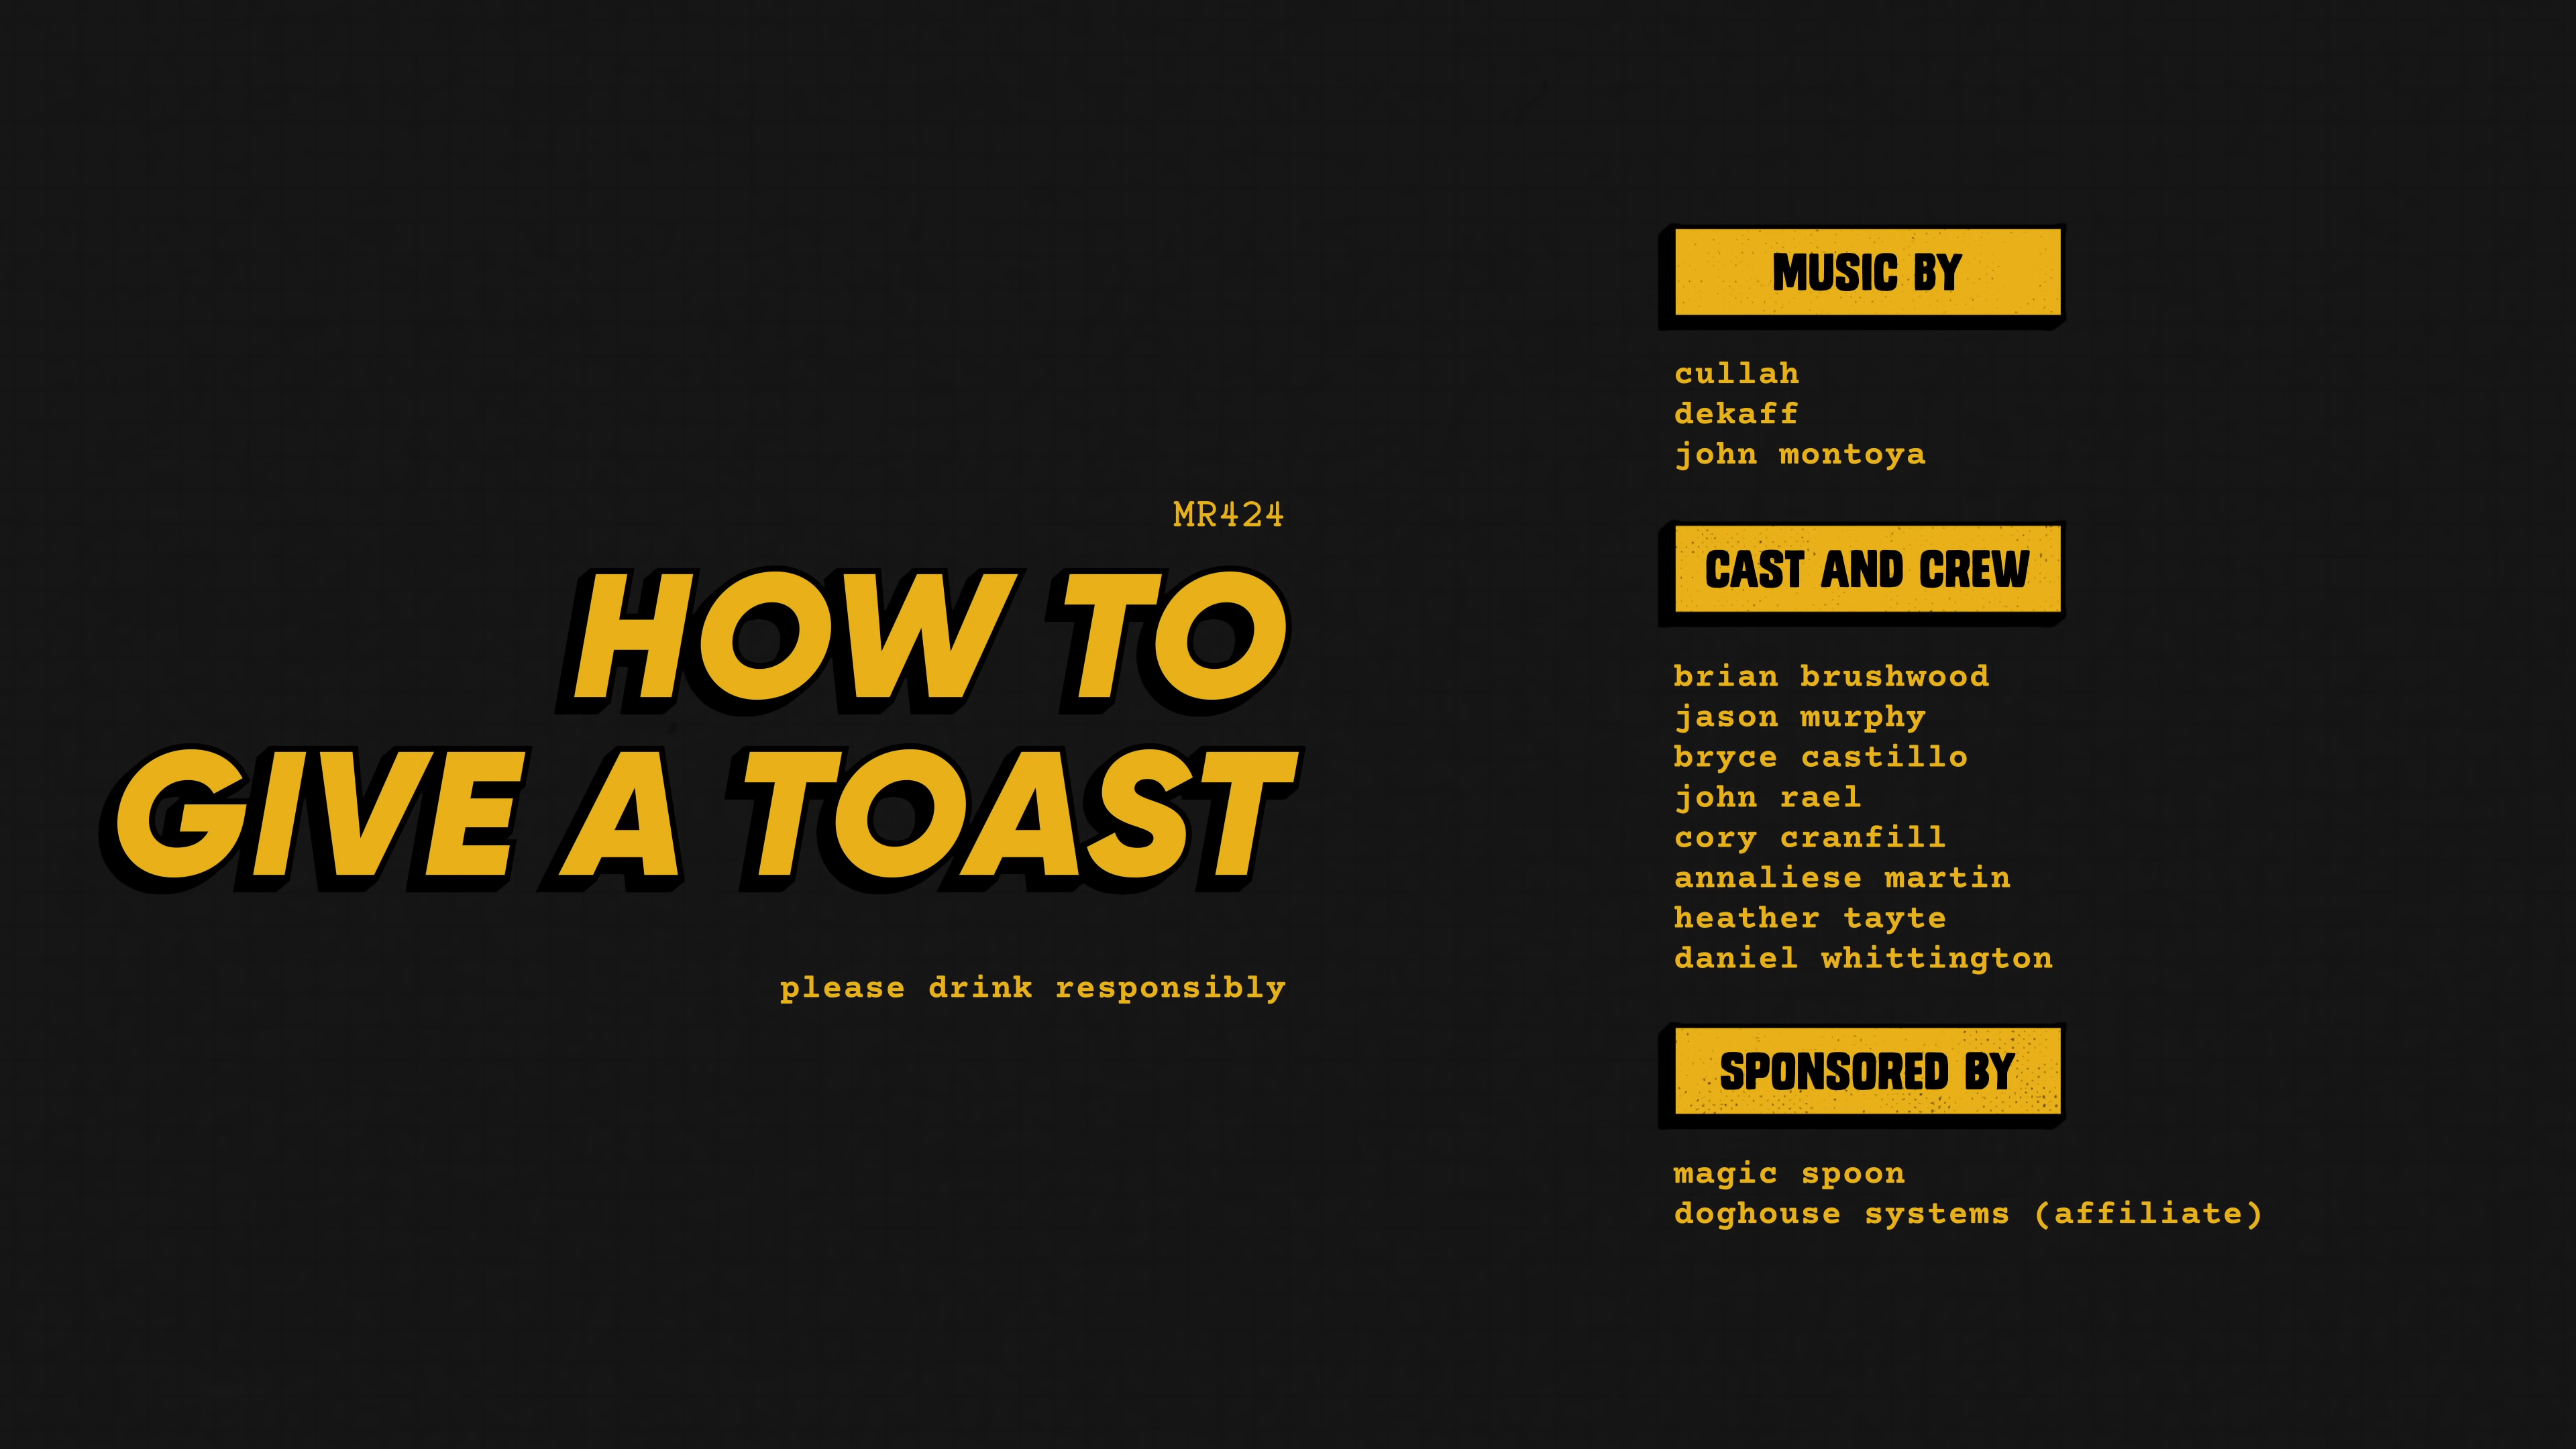 MR424
HOW TO
GIVE A TOAST
please drink responsibly
MUSIC BY
cullah
dekaff
john montoya
CAST AND CREW
brian brushwood
jason murphy
bryce castillo
john rael
cory cranfill
annaliese martin
heather tayte
daniel whittington
SPONSORED BY
magic spoon
doghouse systems (affiliate)